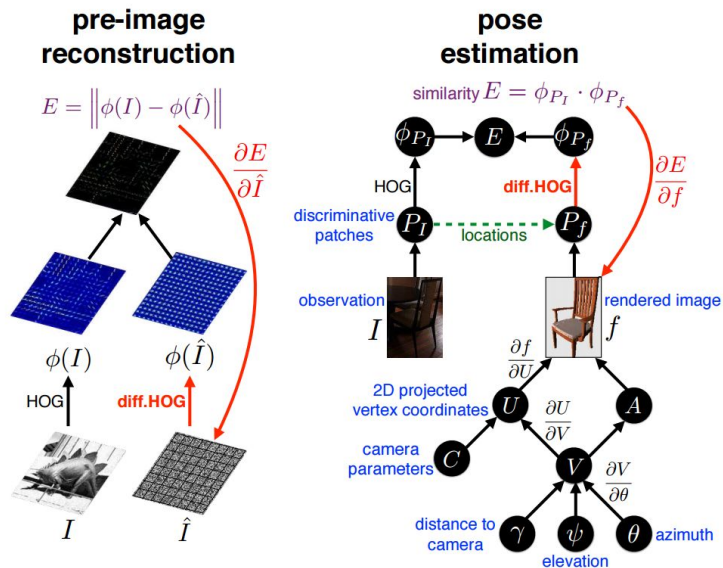 pre-image
reconstruction
E = ‖ϕ(I) − ϕ(Î)‖
∂E
∂Î
ϕ(I)
ϕ(Î)
HOG
diff.HOG
I
Î
pose
estimation
similarity E = ϕ_{P_I} · ϕ_{P_f}
ϕ_{P_I}
E
ϕ_{P_f}
∂E
∂f
HOG
diff.HOG
discriminative
patches
P_I
locations
P_f
observation
I
rendered image
f
∂f
∂U
2D projected
vertex coordinates
U
∂U
∂V
A
camera
parameters
C
V
∂V
∂θ
distance to
camera
γ
ψ
θ
azimuth
elevation